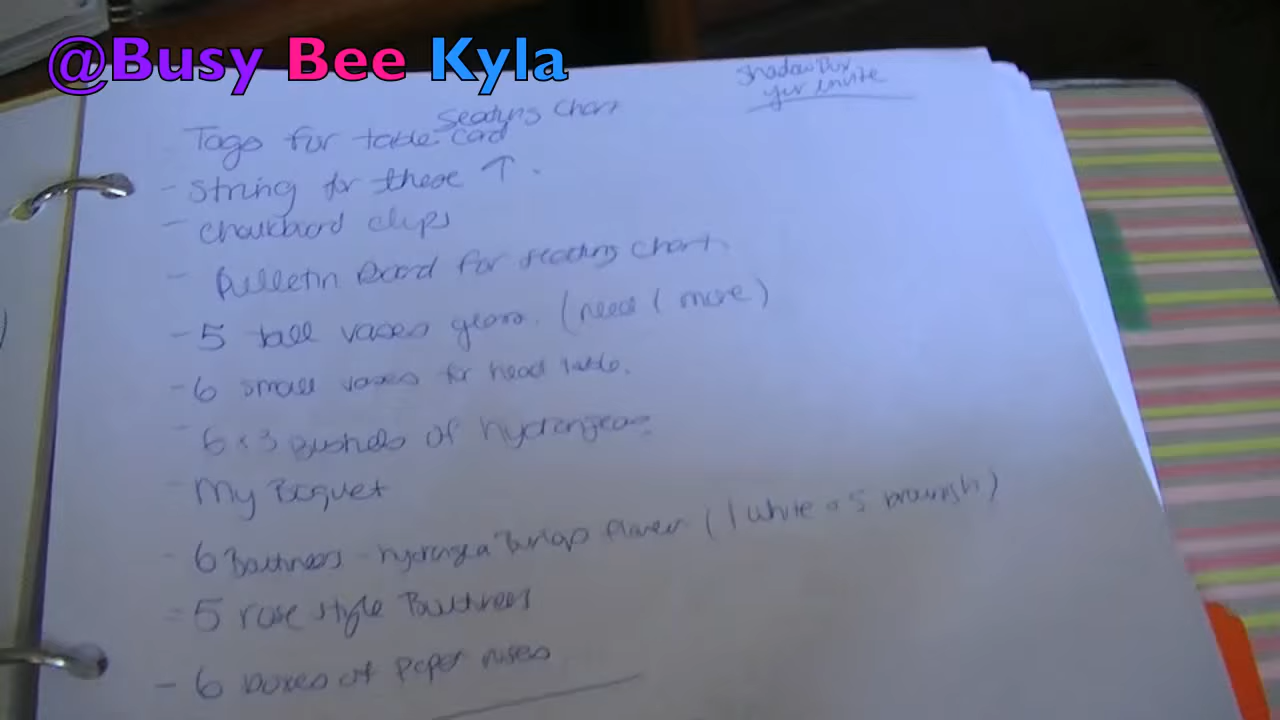 @Busy Bee Kyla
shadow Box
for invite
seating chart
Tags for table card
- String for these ↑.
- Chalkboard clips
- Bulletin Board for seating chart.
- 5 tall vases glass. (need 1 more)
- 6 small vases for head table.
- 6 x 3 Bushels of hydrangeas
- My Boquet
- 6 hydrangea Burlap flower (1 white + 5 brownish)
- 5 rose style
- 6 boxes of paper roses